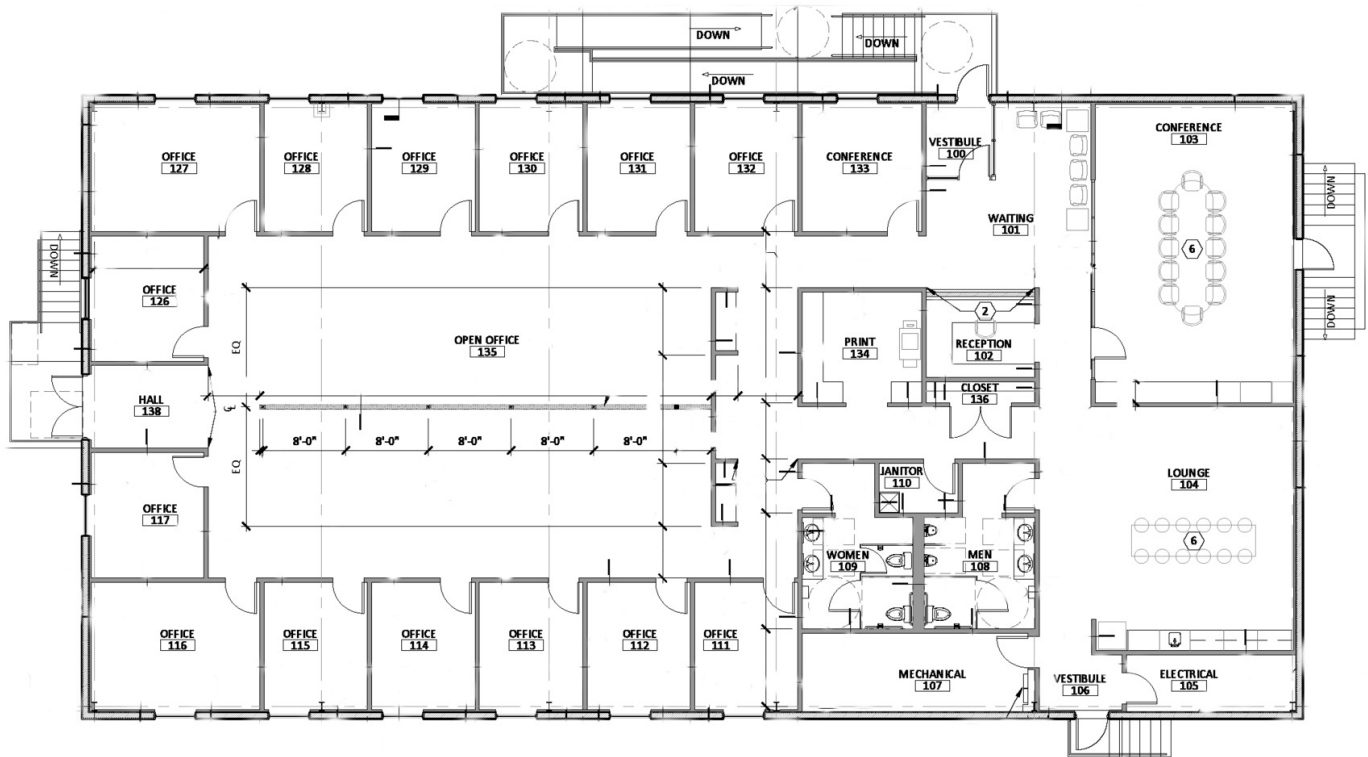 DOWN
DOWN
DOWN
OFFICE
127
OFFICE
128
OFFICE
129
OFFICE
130
OFFICE
131
OFFICE
132
CONFERENCE
133
VESTIBULE
100
CONFERENCE
103
WAITING
101
6
DOWN
DOWN
DOWN
OFFICE
126
EQ
OPEN OFFICE
135
PRINT
134
2
RECEPTION
102
CLOSET
136
HALL
138
8'-0"
8'-0"
8'-0"
8'-0"
8'-0"
EQ
OFFICE
117
JANITOR
110
LOUNGE
104
6
WOMEN
109
MEN
108
OFFICE
116
OFFICE
115
OFFICE
114
OFFICE
113
OFFICE
112
OFFICE
111
MECHANICAL
107
VESTIBULE
106
ELECTRICAL
105